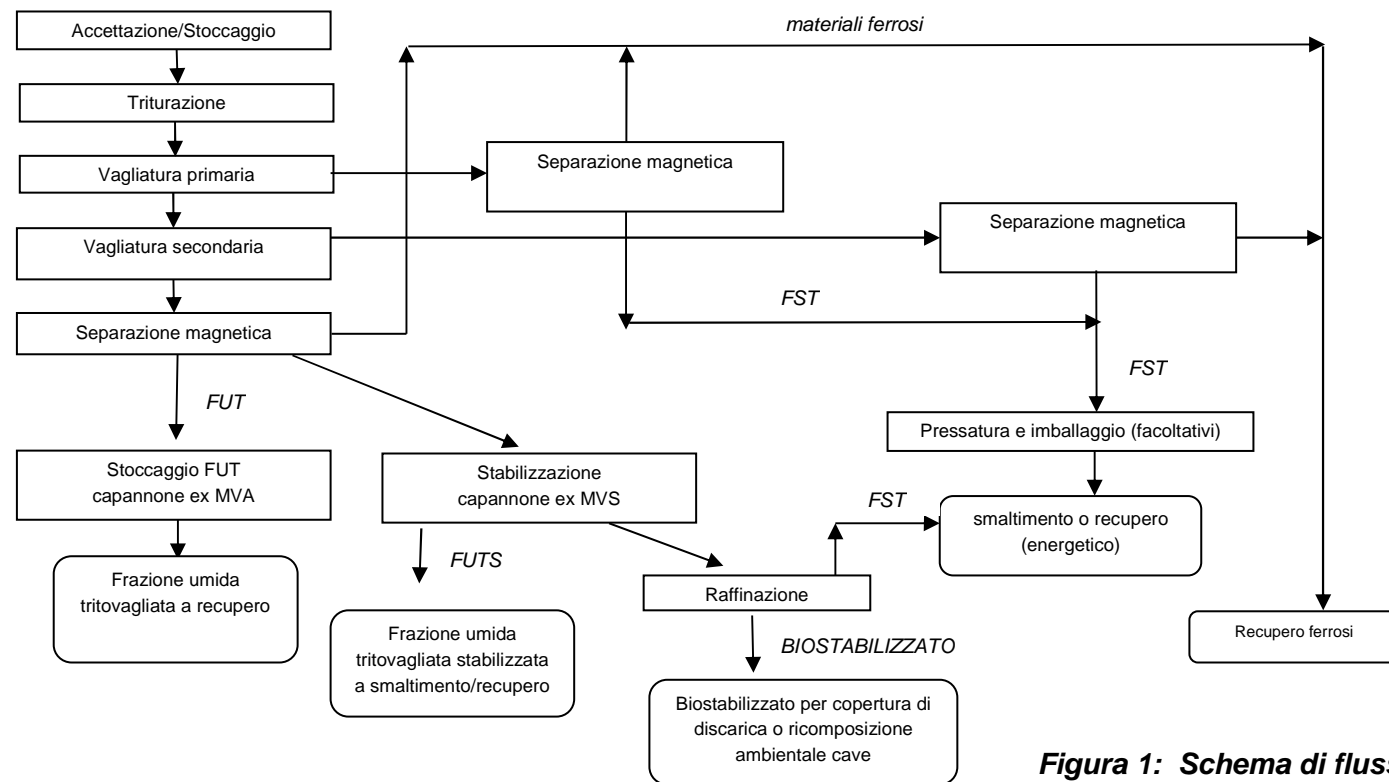 materiali ferrosi
Accettazione/Stoccaggio
Triturazione
Vagliatura primaria
Separazione magnetica
Vagliatura secondaria
Separazione magnetica
Separazione magnetica
FST
FST
FUT
Pressatura e imballaggio (facoltativi)
Stoccaggio FUT
capannone ex MVA
Stabilizzazione
capannone ex MVS
FST
smaltimento o recupero
(energetico)
FUTS
Frazione umida
tritovagliata a recupero
Raffinazione
Frazione umida
tritovagliata stabilizzata
a smaltimento/recupero
BIOSTABILIZZATO
Recupero ferrosi
Biostabilizzato per copertura di
discarica o ricomposizione
ambientale cave
Figura 1: Schema di